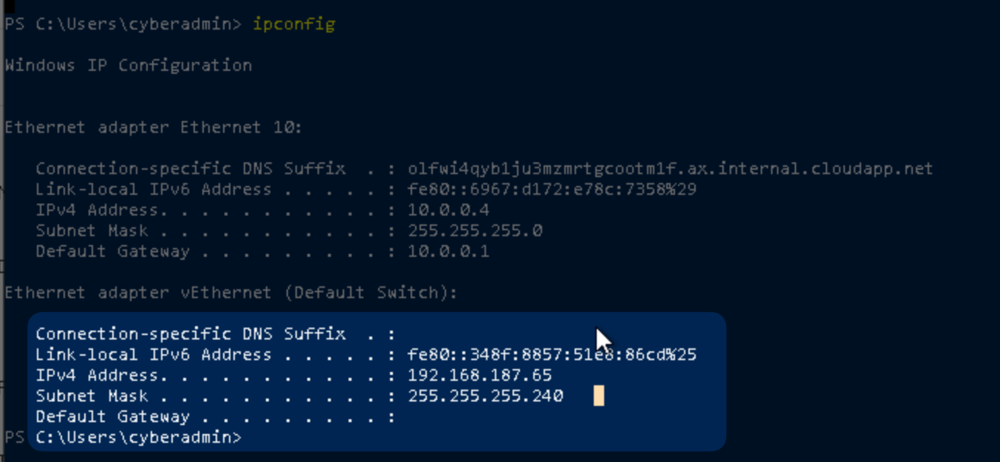 PS C:\Users\cyberadmin> ipconfig
Windows IP Configuration
Ethernet adapter Ethernet 10:
Connection-specific DNS Suffix . : olfwi4qyb1ju3mzmrtgcootm1f.ax.internal.cloudapp.net
Link-local IPv6 Address . . . . . : fe80::6967:d172:e78c:7358%29
IPv4 Address. . . . . . . . . . . : 10.0.0.4
Subnet Mask . . . . . . . . . . . : 255.255.255.0
Default Gateway . . . . . . . . . : 10.0.0.1
Ethernet adapter vEthernet (Default Switch):
Connection-specific DNS Suffix . :
Link-local IPv6 Address . . . . . : fe80::348f:8857:51e8:86cd%25
IPv4 Address. . . . . . . . . . . : 192.168.187.65
Subnet Mask . . . . . . . . . . . : 255.255.255.240
Default Gateway . . . . . . . . . :
PS C:\Users\cyberadmin>